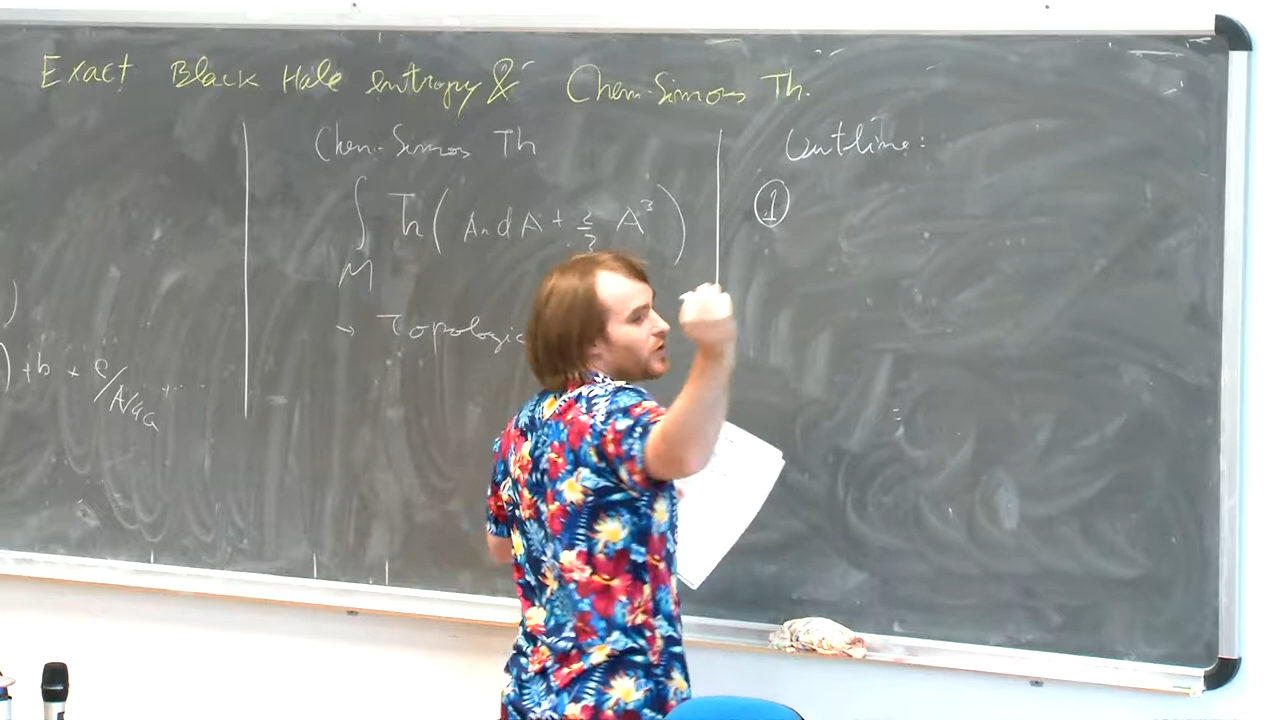 Exact Black Hole entropy & Chern-Simons Th.
) + b + c/A/4G + ...
Chern-Simons Th
∫_M Tr( A∧dA + 2/3 A³ )
→ Topologic
Outline:
①